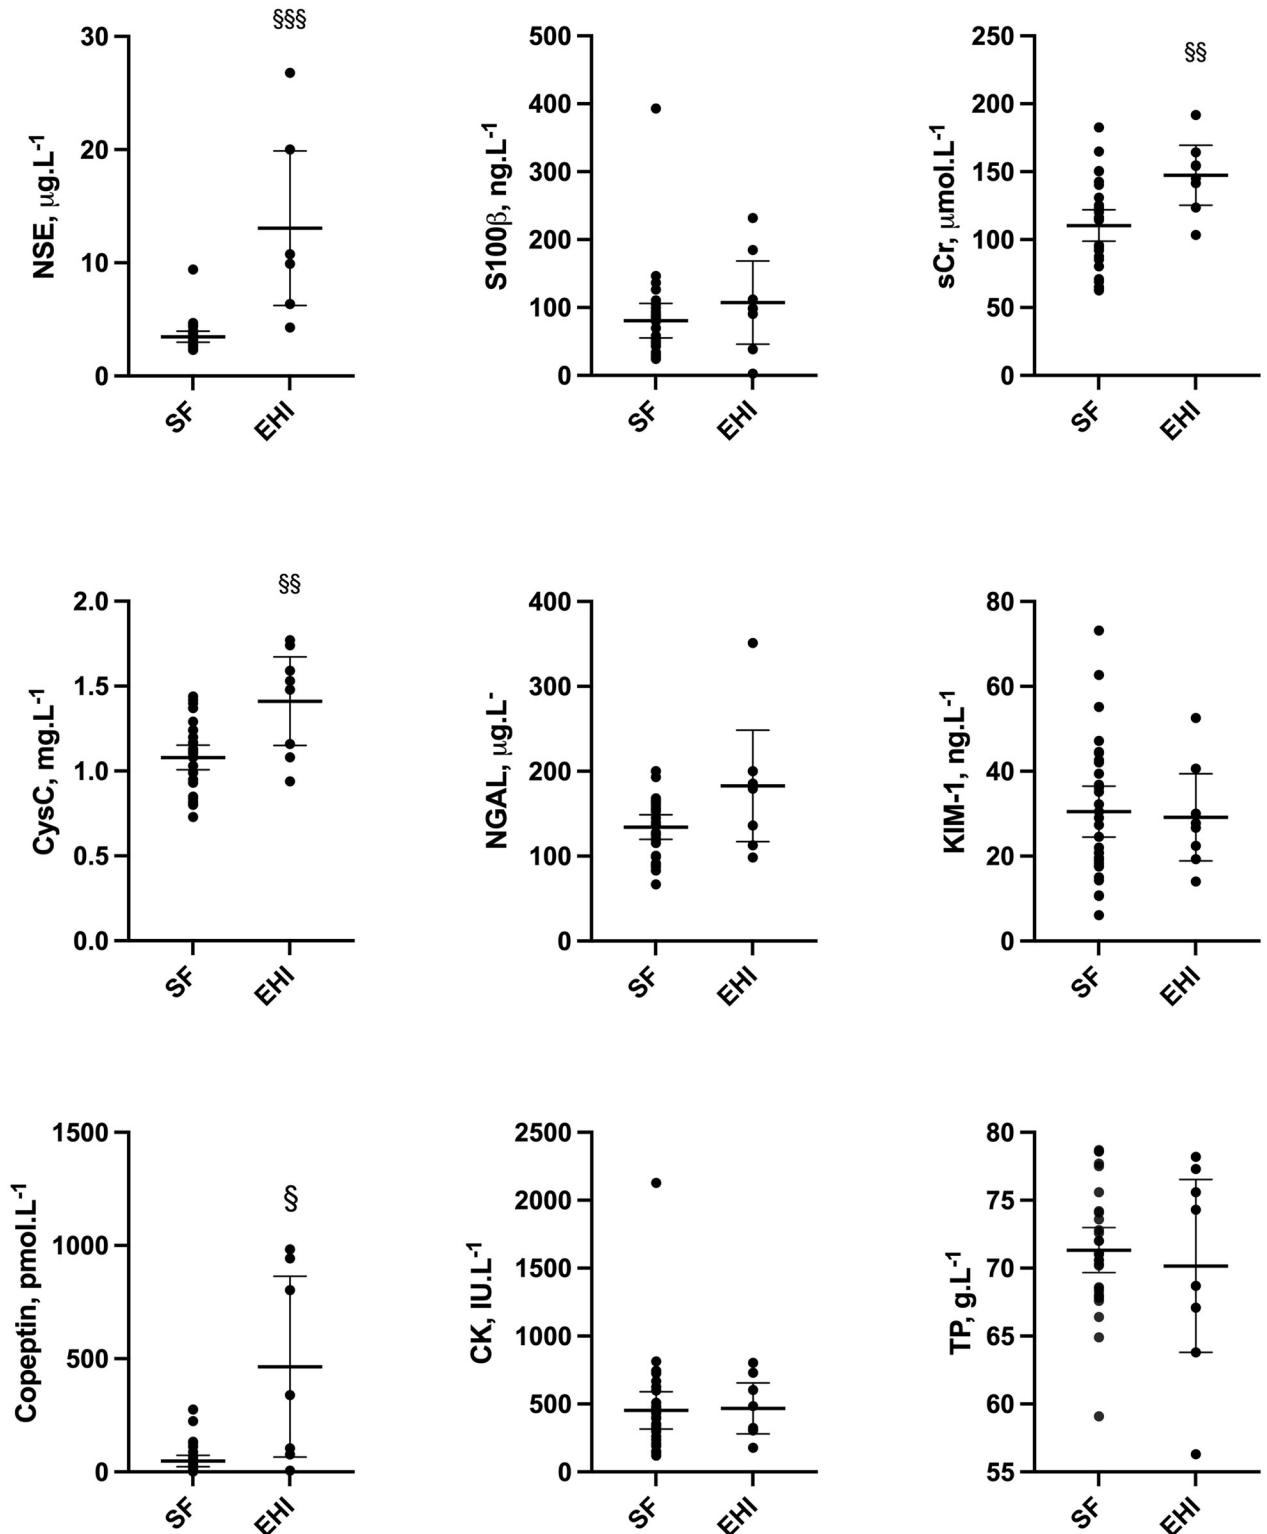 NSE, µg.L-1
30
20
10
0
§§§
SF
EHI
S100β, ng.L-1
500
400
300
200
100
0
SF
EHI
sCr, µmol.L-1
250
200
150
100
50
0
§§
SF
EHI
CysC, mg.L-1
2.0
1.5
1.0
0.5
0.0
§§
SF
EHI
NGAL, µg.L-
400
300
200
100
0
SF
EHI
KIM-1, ng.L-1
80
60
40
20
0
SF
EHI
Copeptin, pmol.L-1
1500
1000
500
0
§
SF
EHI
CK, IU.L-1
2500
2000
1500
1000
500
0
SF
EHI
TP, g.L-1
80
75
70
65
60
55
SF
EHI